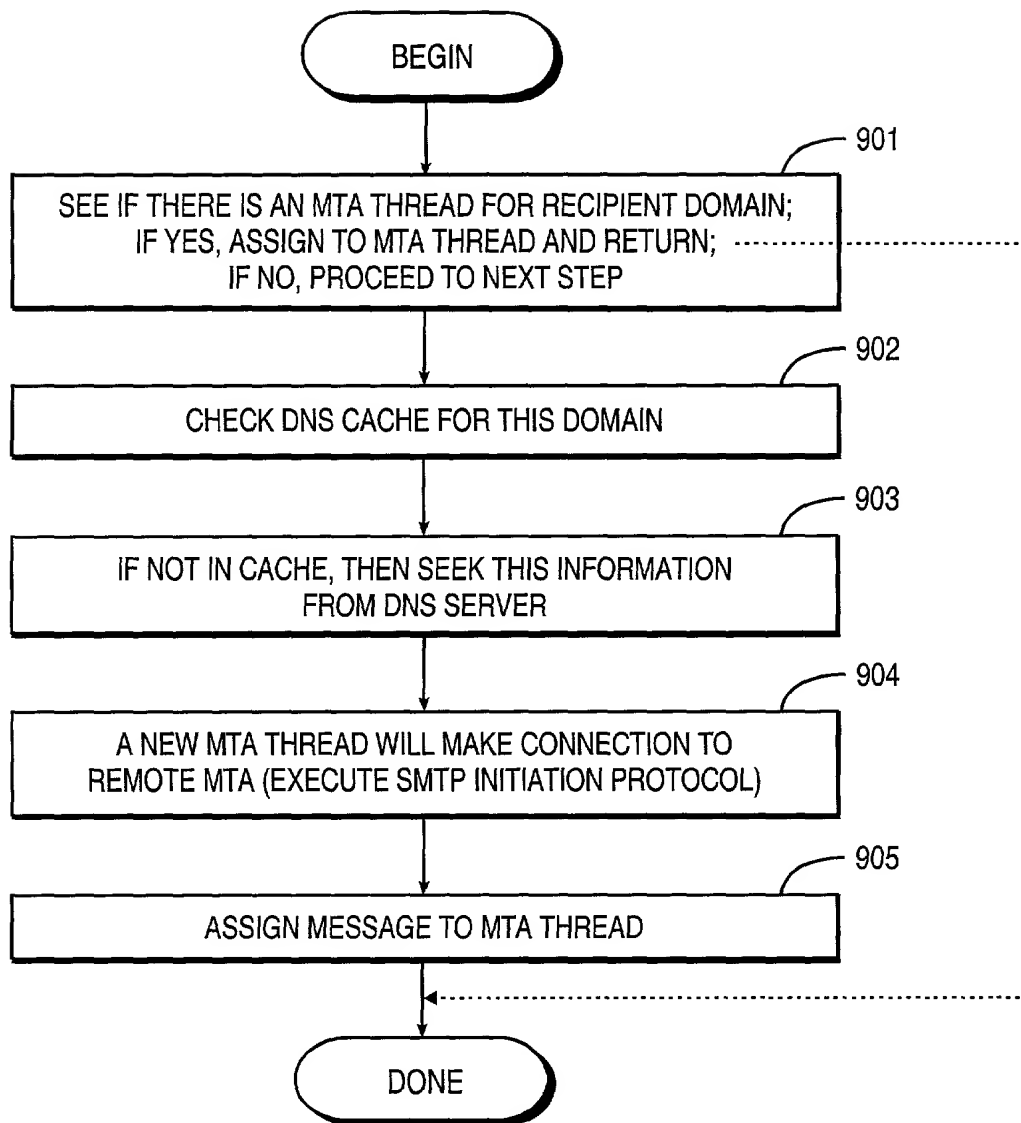 BEGIN
901
SEE IF THERE IS AN MTA THREAD FOR RECIPIENT DOMAIN;
IF YES, ASSIGN TO MTA THREAD AND RETURN;
IF NO, PROCEED TO NEXT STEP
902
CHECK DNS CACHE FOR THIS DOMAIN
903
IF NOT IN CACHE, THEN SEEK THIS INFORMATION
FROM DNS SERVER
904
A NEW MTA THREAD WILL MAKE CONNECTION TO
REMOTE MTA (EXECUTE SMTP INITIATION PROTOCOL)
905
ASSIGN MESSAGE TO MTA THREAD
DONE